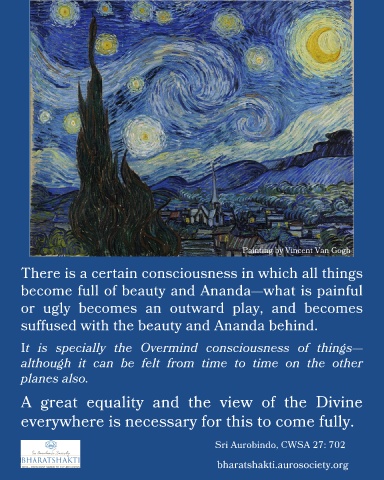 Painting by Vincent Van Gogh
There is a certain consciousness in which all things
become full of beauty and Ananda—what is painful
or ugly becomes an outward play, and becomes
suffused with the beauty and Ananda behind.
It is specially the Overmind consciousness of things—
although it can be felt from time to time on the other
planes also.
A great equality and the view of the Divine
everywhere is necessary for this to come fully.
Sri Aurobindo, CWSA 27: 702
BHARATSHAKTI
bharatshakti.aurosociety.org